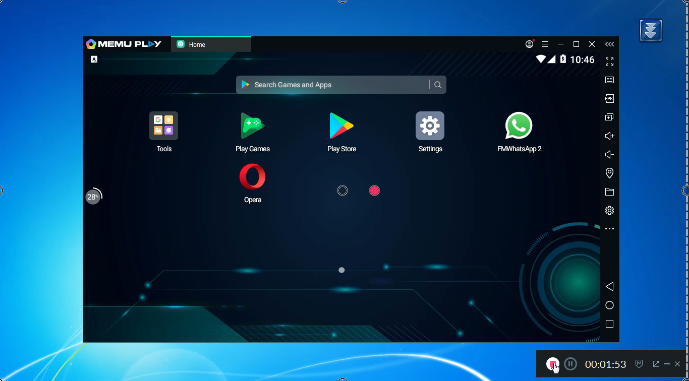 MEMU PLAY
Home
A
10:46
Search Games and Apps
Tools
Play Games
Play Store
Settings
FMWhatsApp 2
28
Opera
00:01:53